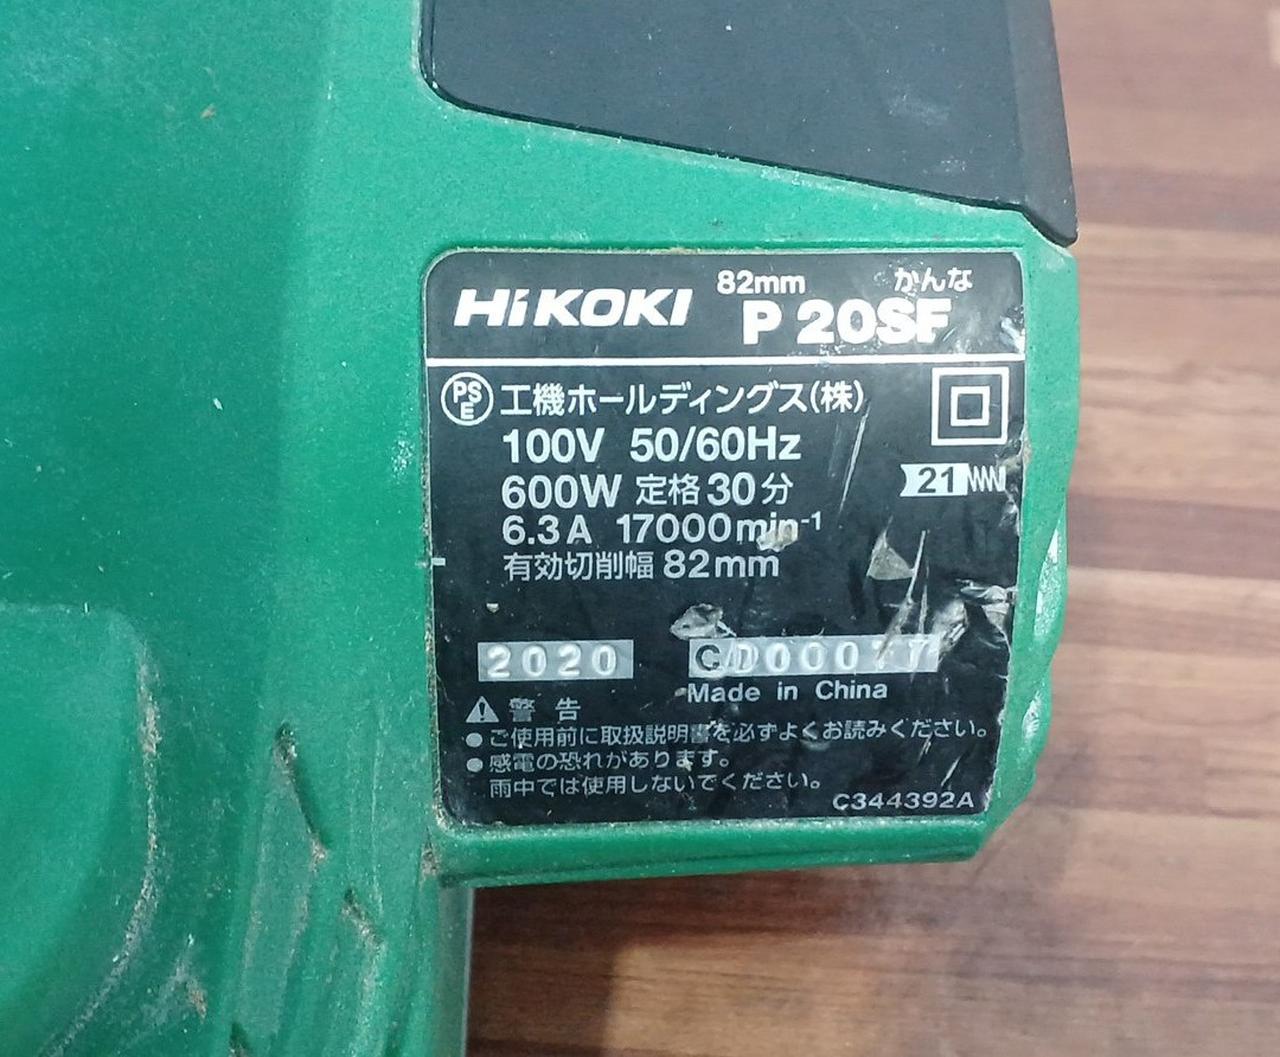 HiKOKI
82mm かんな
P 20SF
PSE 工機ホールディングス(株)
100V 50/60Hz
600W 定格 30 分
21
6.3A 17000min-1
有効切削幅 82mm
2020
Made in China
警告
●ご使用前に取扱説明書を必ずよくお読みください。
●感電の恐れがあります。
雨中では使用しないでください。
C344392A